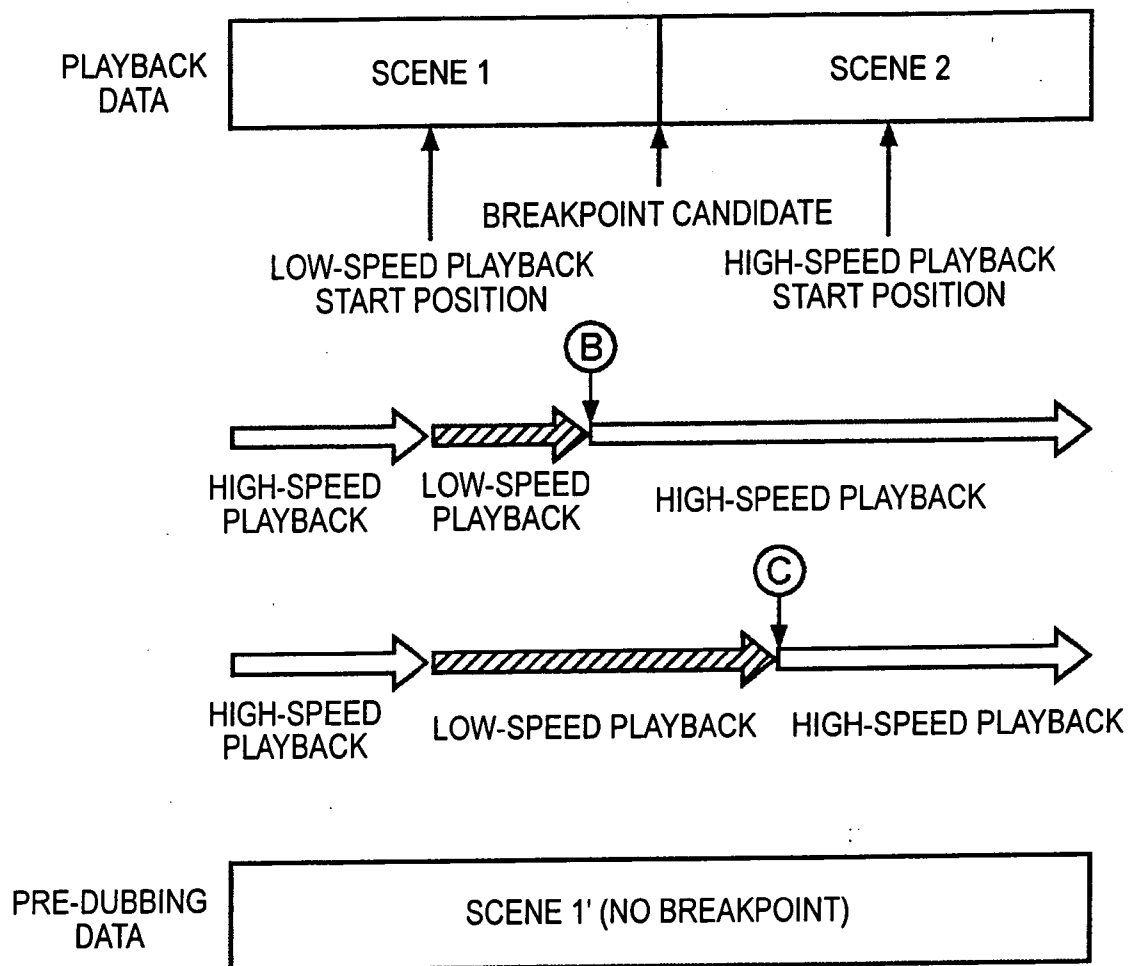 PLAYBACK
DATA
SCENE 1
SCENE 2
BREAKPOINT CANDIDATE
LOW-SPEED PLAYBACK
START POSITION
HIGH-SPEED PLAYBACK
START POSITION
B
HIGH-SPEED
PLAYBACK
LOW-SPEED
PLAYBACK
HIGH-SPEED PLAYBACK
C
HIGH-SPEED
PLAYBACK
LOW-SPEED PLAYBACK
HIGH-SPEED PLAYBACK
PRE-DUBBING
DATA
SCENE 1' (NO BREAKPOINT)